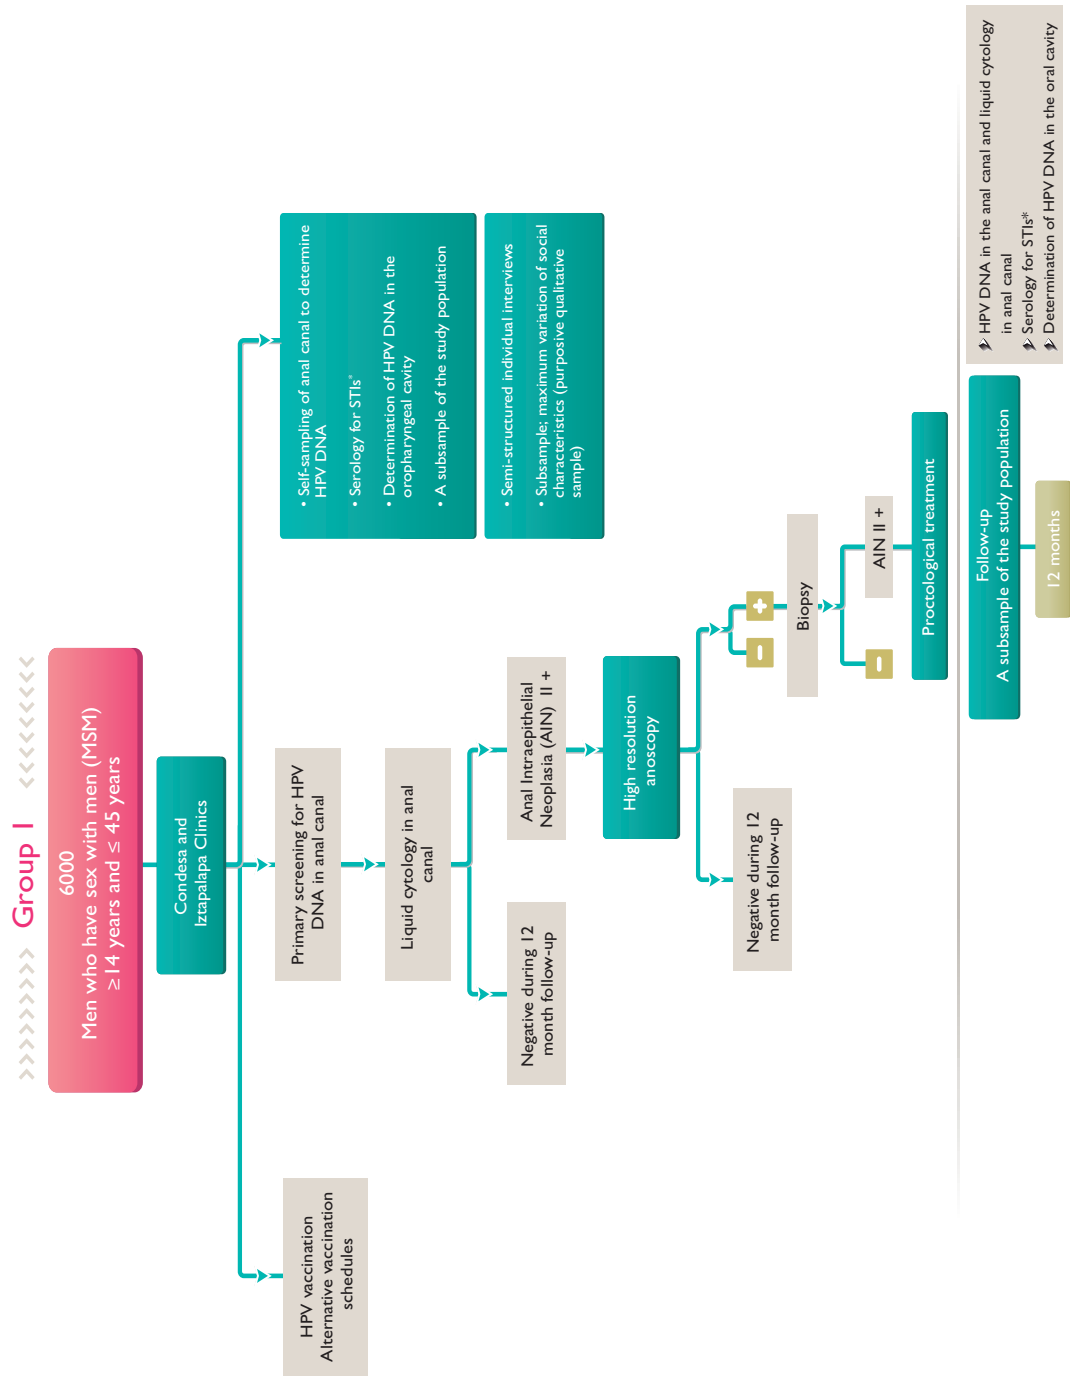 Group I
6000
Men who have sex with men (MSM)
≥14 years and ≤ 45 years
Condesa and
Iztapalapa Clinics
HPV vaccination
Alternative vaccination
schedules
Primary screening for HPV
DNA in anal canal
• Self-sampling of anal canal to determine
HPV DNA
• Serology for STIs*
• Determination of HPV DNA in the
oropharyngeal cavity
• A subsample of the study population
Liquid cytology in anal
canal
• Semi-structured individual interviews
• Subsample; maximum variation of social
characteristics (purposive qualitative
sample)
Negative during 12
month follow-up
Anal Intraepithelial
Neoplasia (AIN) II +
High resolution
anoscopy
Negative during 12
month follow-up
– +
Biopsy
–
AIN II +
Proctological treatment
Follow-up
A subsample of the study population
HPV DNA in the anal canal and liquid cytology
in anal canal
Serology for STIs*
Determination of HPV DNA in the oral cavity
12 months